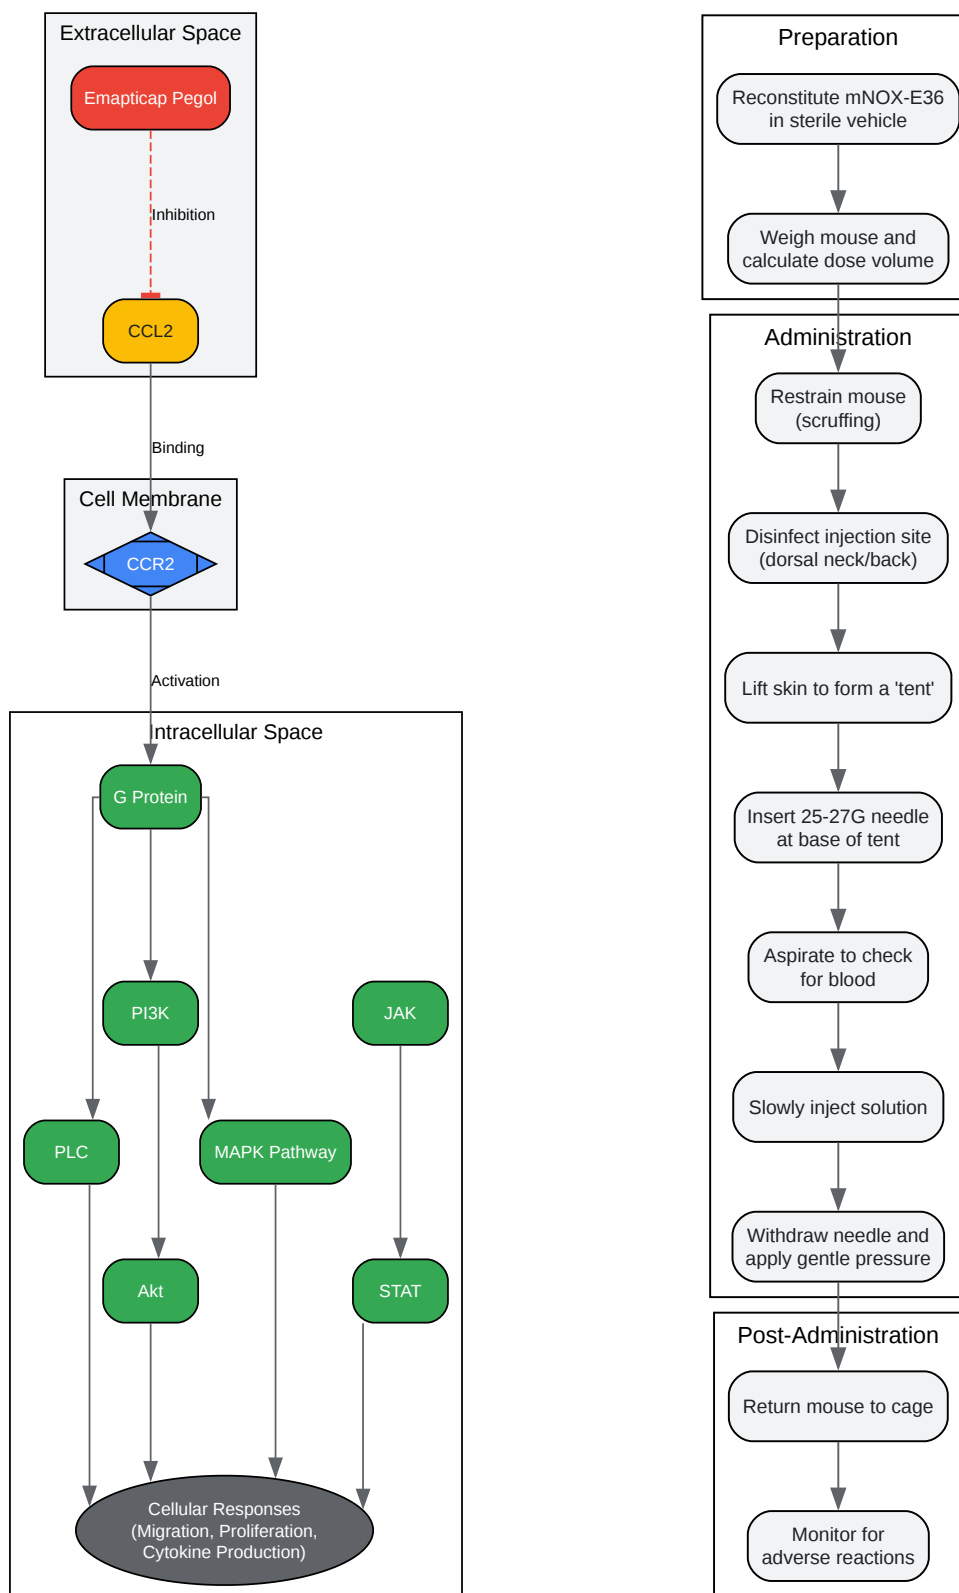 Extracellular Space
Emapticap Pegol
Inhibition
CCL2
Binding
Cell Membrane
CCR2
Activation
Intracellular Space
G Protein
PI3K
JAK
PLC
MAPK Pathway
Akt
STAT
Cellular Responses
(Migration, Proliferation,
Cytokine Production)
Preparation
Reconstitute mNOX-E36
in sterile vehicle
Weigh mouse and
calculate dose volume
Administration
Restrain mouse
(scruffing)
Disinfect injection site
(dorsal neck/back)
Lift skin to form a 'tent'
Insert 25-27G needle
at base of tent
Aspirate to check
for blood
Slowly inject solution
Withdraw needle and
apply gentle pressure
Post-Administration
Return mouse to cage
Monitor for
adverse reactions